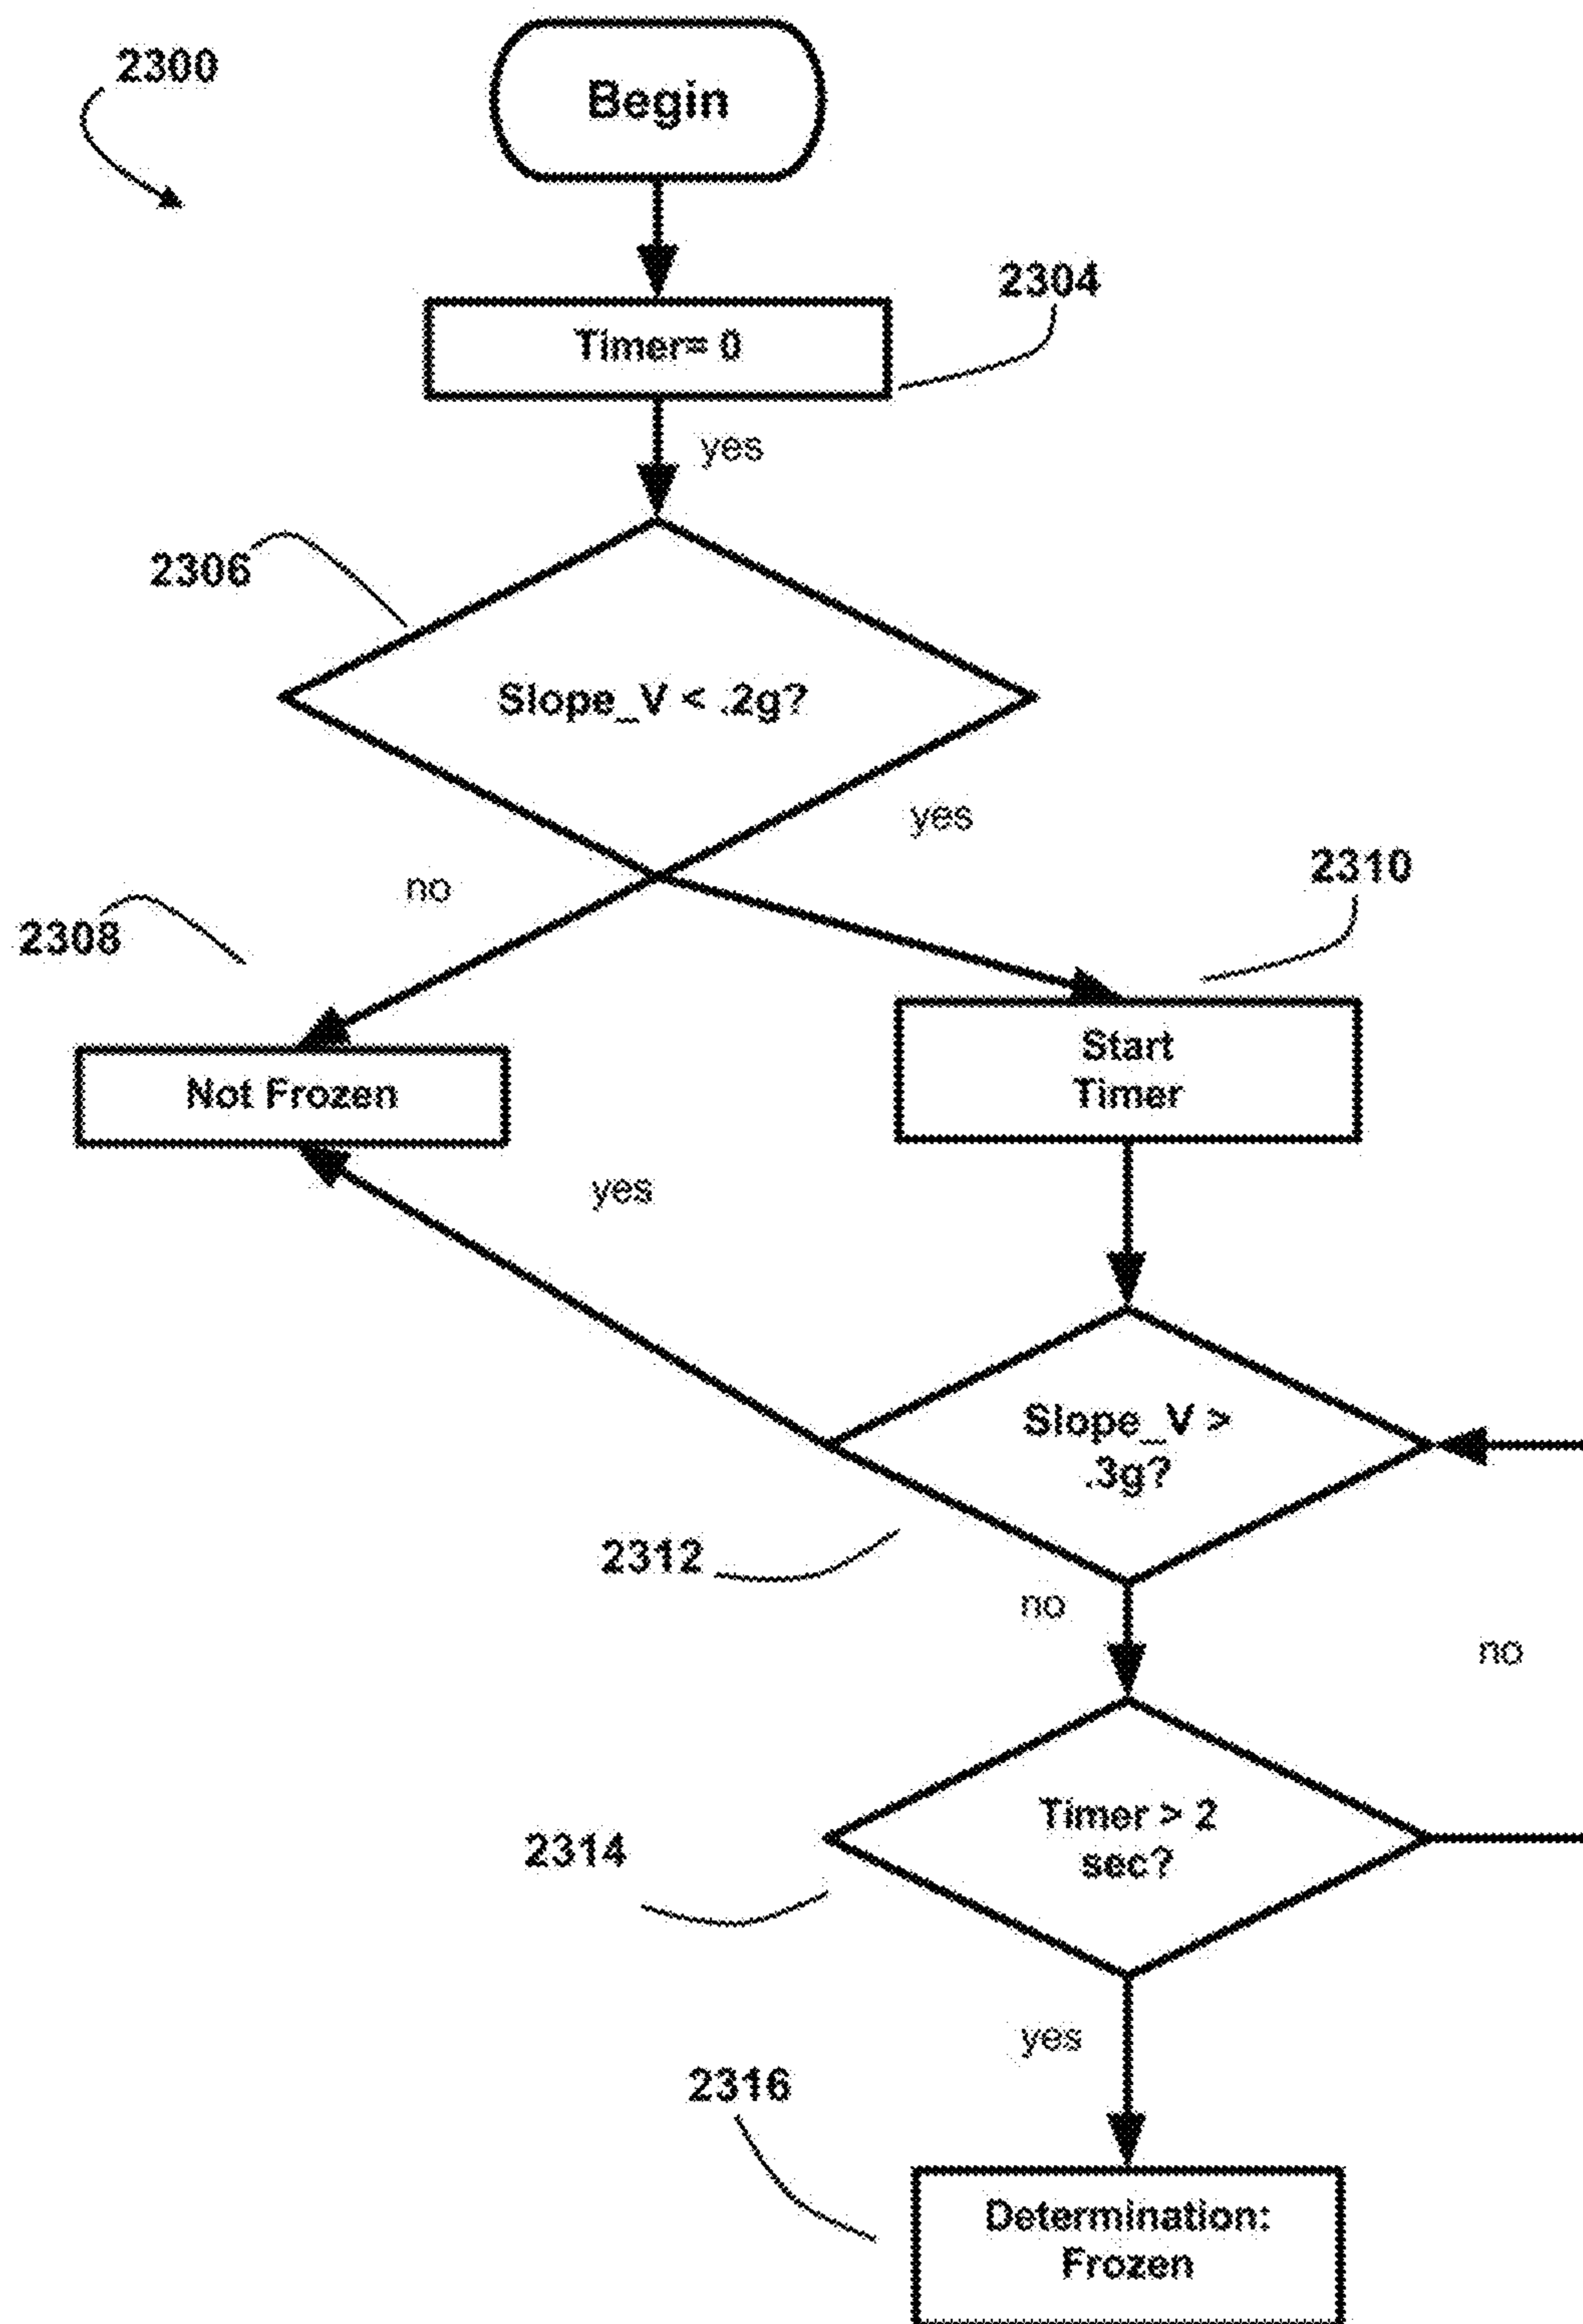 2300
Begin
2304
Timer= 0
yes
2306
Slope_V < .2g?
yes
no
2310
2308
Start
Timer
Not Frozen
yes
Slope_V >
.3g?
2312
no
no
Timer > 2
sec?
2314
yes
2316
Determination:
Frozen